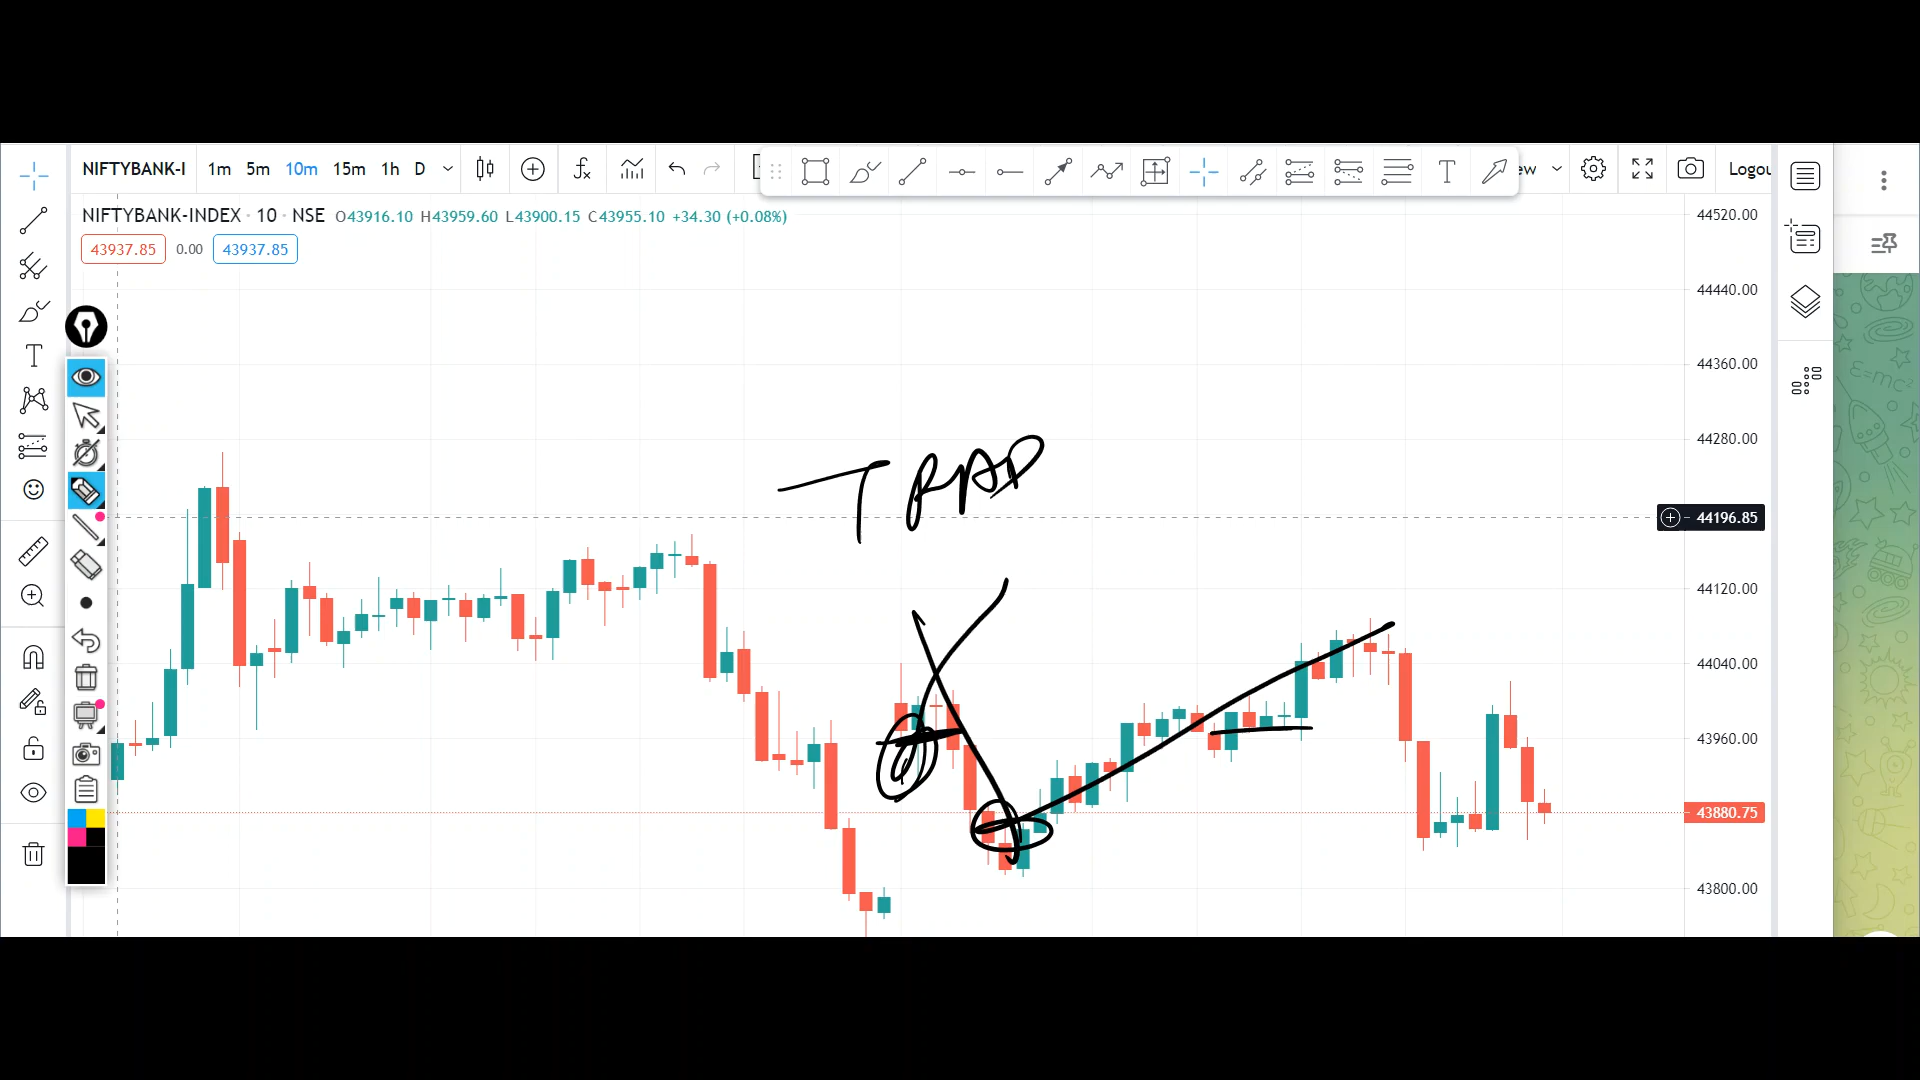 NIFTYBANK-I 1m 5m 10m 15m 1h D ew Logou
NIFTYBANK-INDEX · 10 · NSE O43916.10 H43959.60 L43900.15 C43955.10 +34.30 (+0.08%)
43937.85 0.00 43937.85
44520.00
44440.00
44360.00
44280.00
TRAP
44196.85
44120.00
44040.00
43960.00
43880.75
43800.00